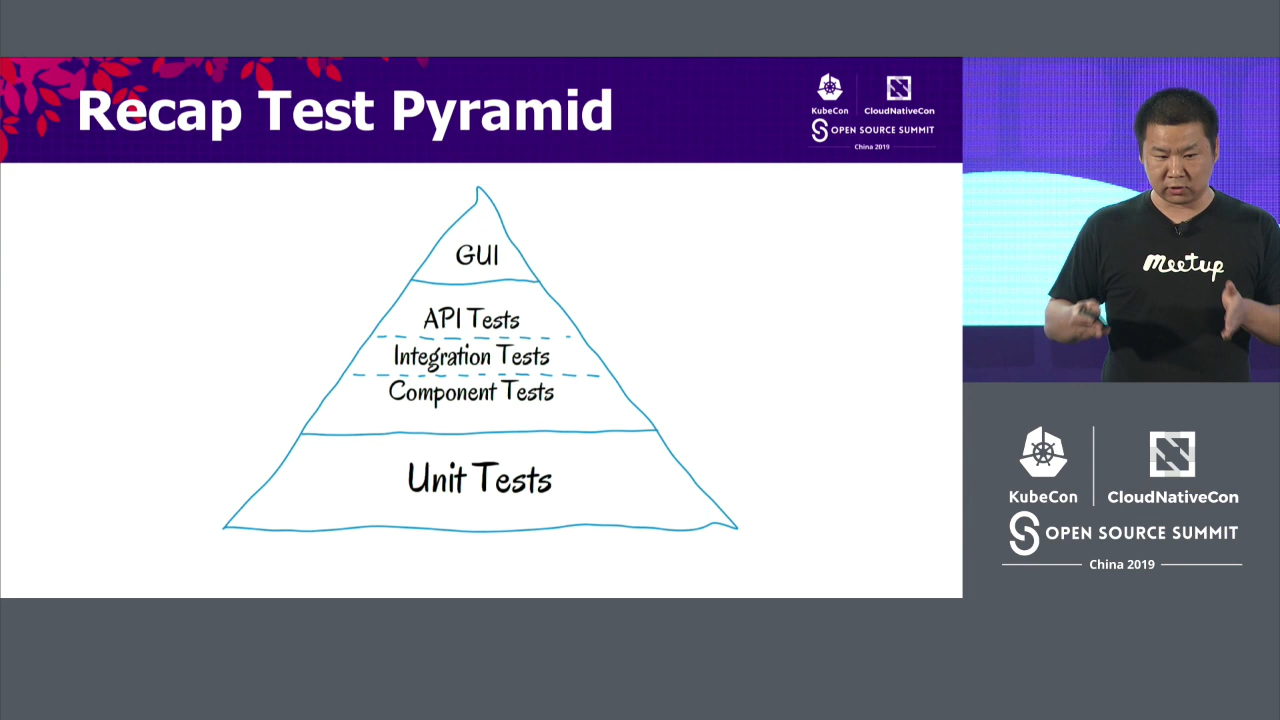 Recap Test Pyramid
KubeCon
CloudNativeCon
OPEN SOURCE SUMMIT
China 2019
GUI
API Tests
Integration Tests
Component Tests
Unit Tests
meetup
KubeCon
CloudNativeCon
OPEN SOURCE SUMMIT
China 2019